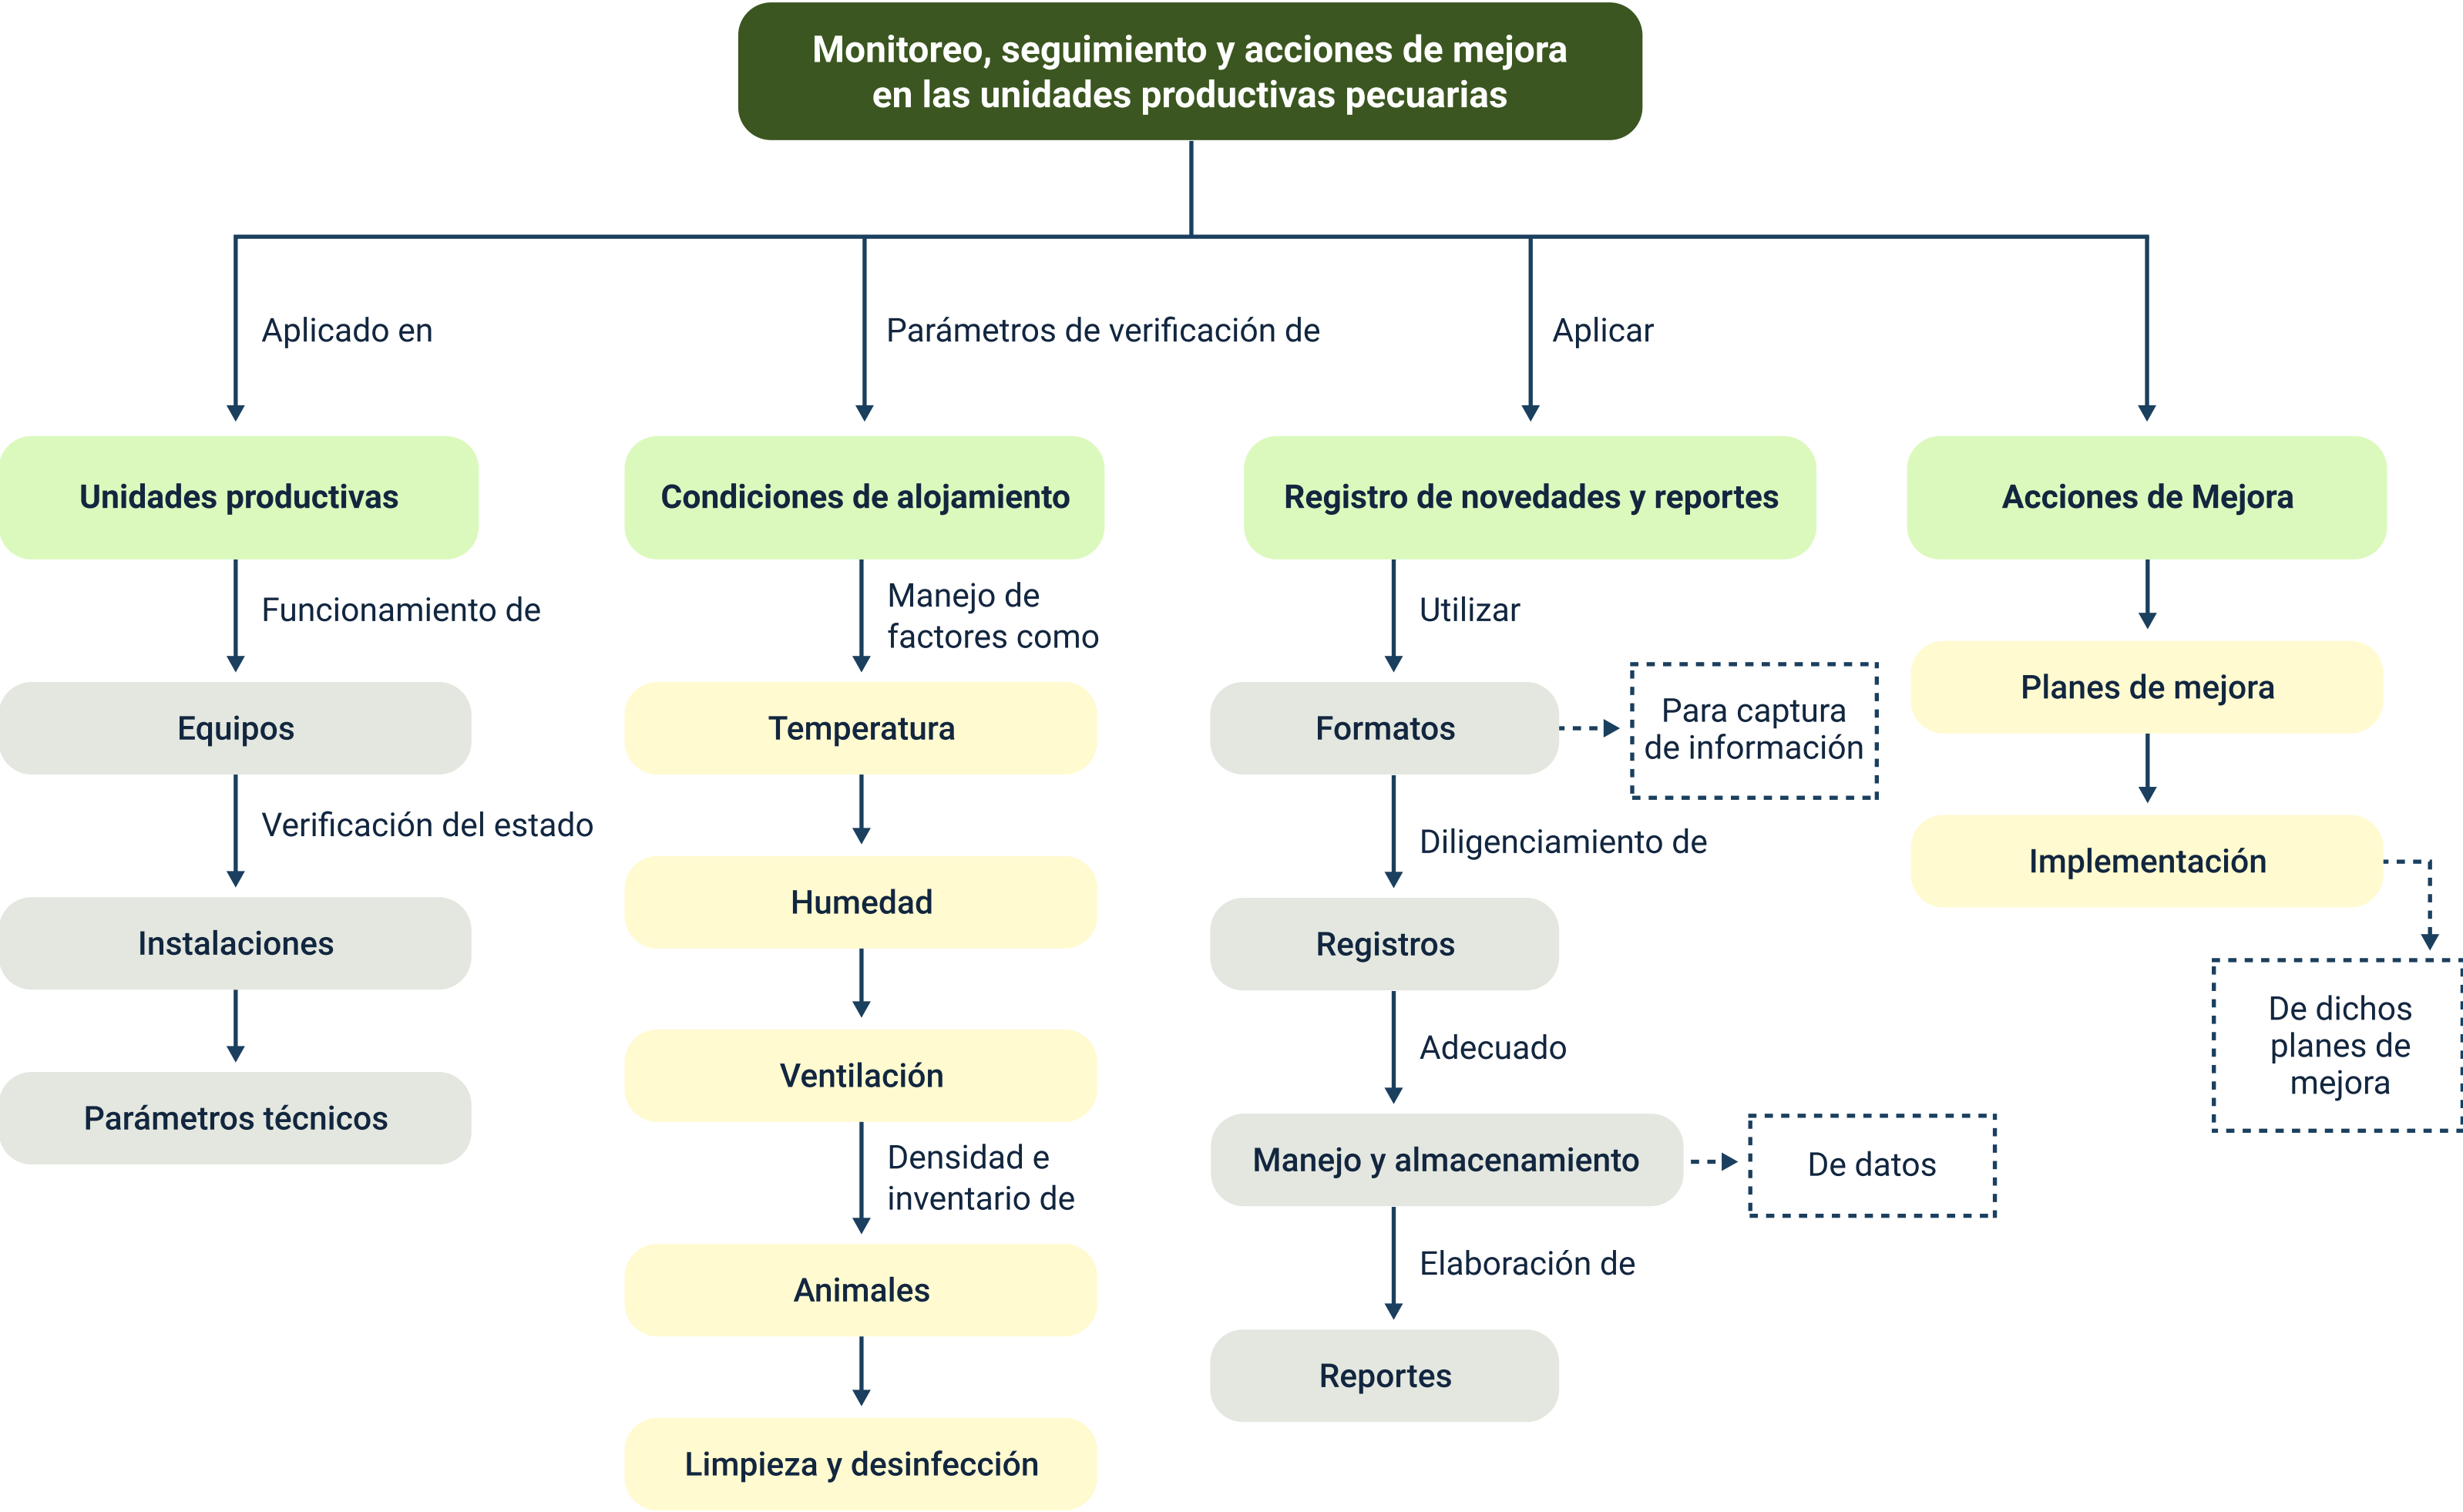 Monitoreo, seguimiento y acciones de mejora
en las unidades productivas pecuarias
Aplicado en
Parámetros de verificación de
Aplicar
Unidades productivas
Condiciones de alojamiento
Registro de novedades y reportes
Acciones de Mejora
Funcionamiento de
Equipos
Verificación del estado
Instalaciones
Parámetros técnicos
Manejo de
factores como
Temperatura
Humedad
Ventilación
Densidad e
inventario de
Animales
Limpieza y desinfección
Utilizar
Formatos
Para captura
de información
Diligenciamiento de
Registros
Adecuado
Manejo y almacenamiento
De datos
Elaboración de
Reportes
Planes de mejora
Implementación
De dichos
planes de
mejora